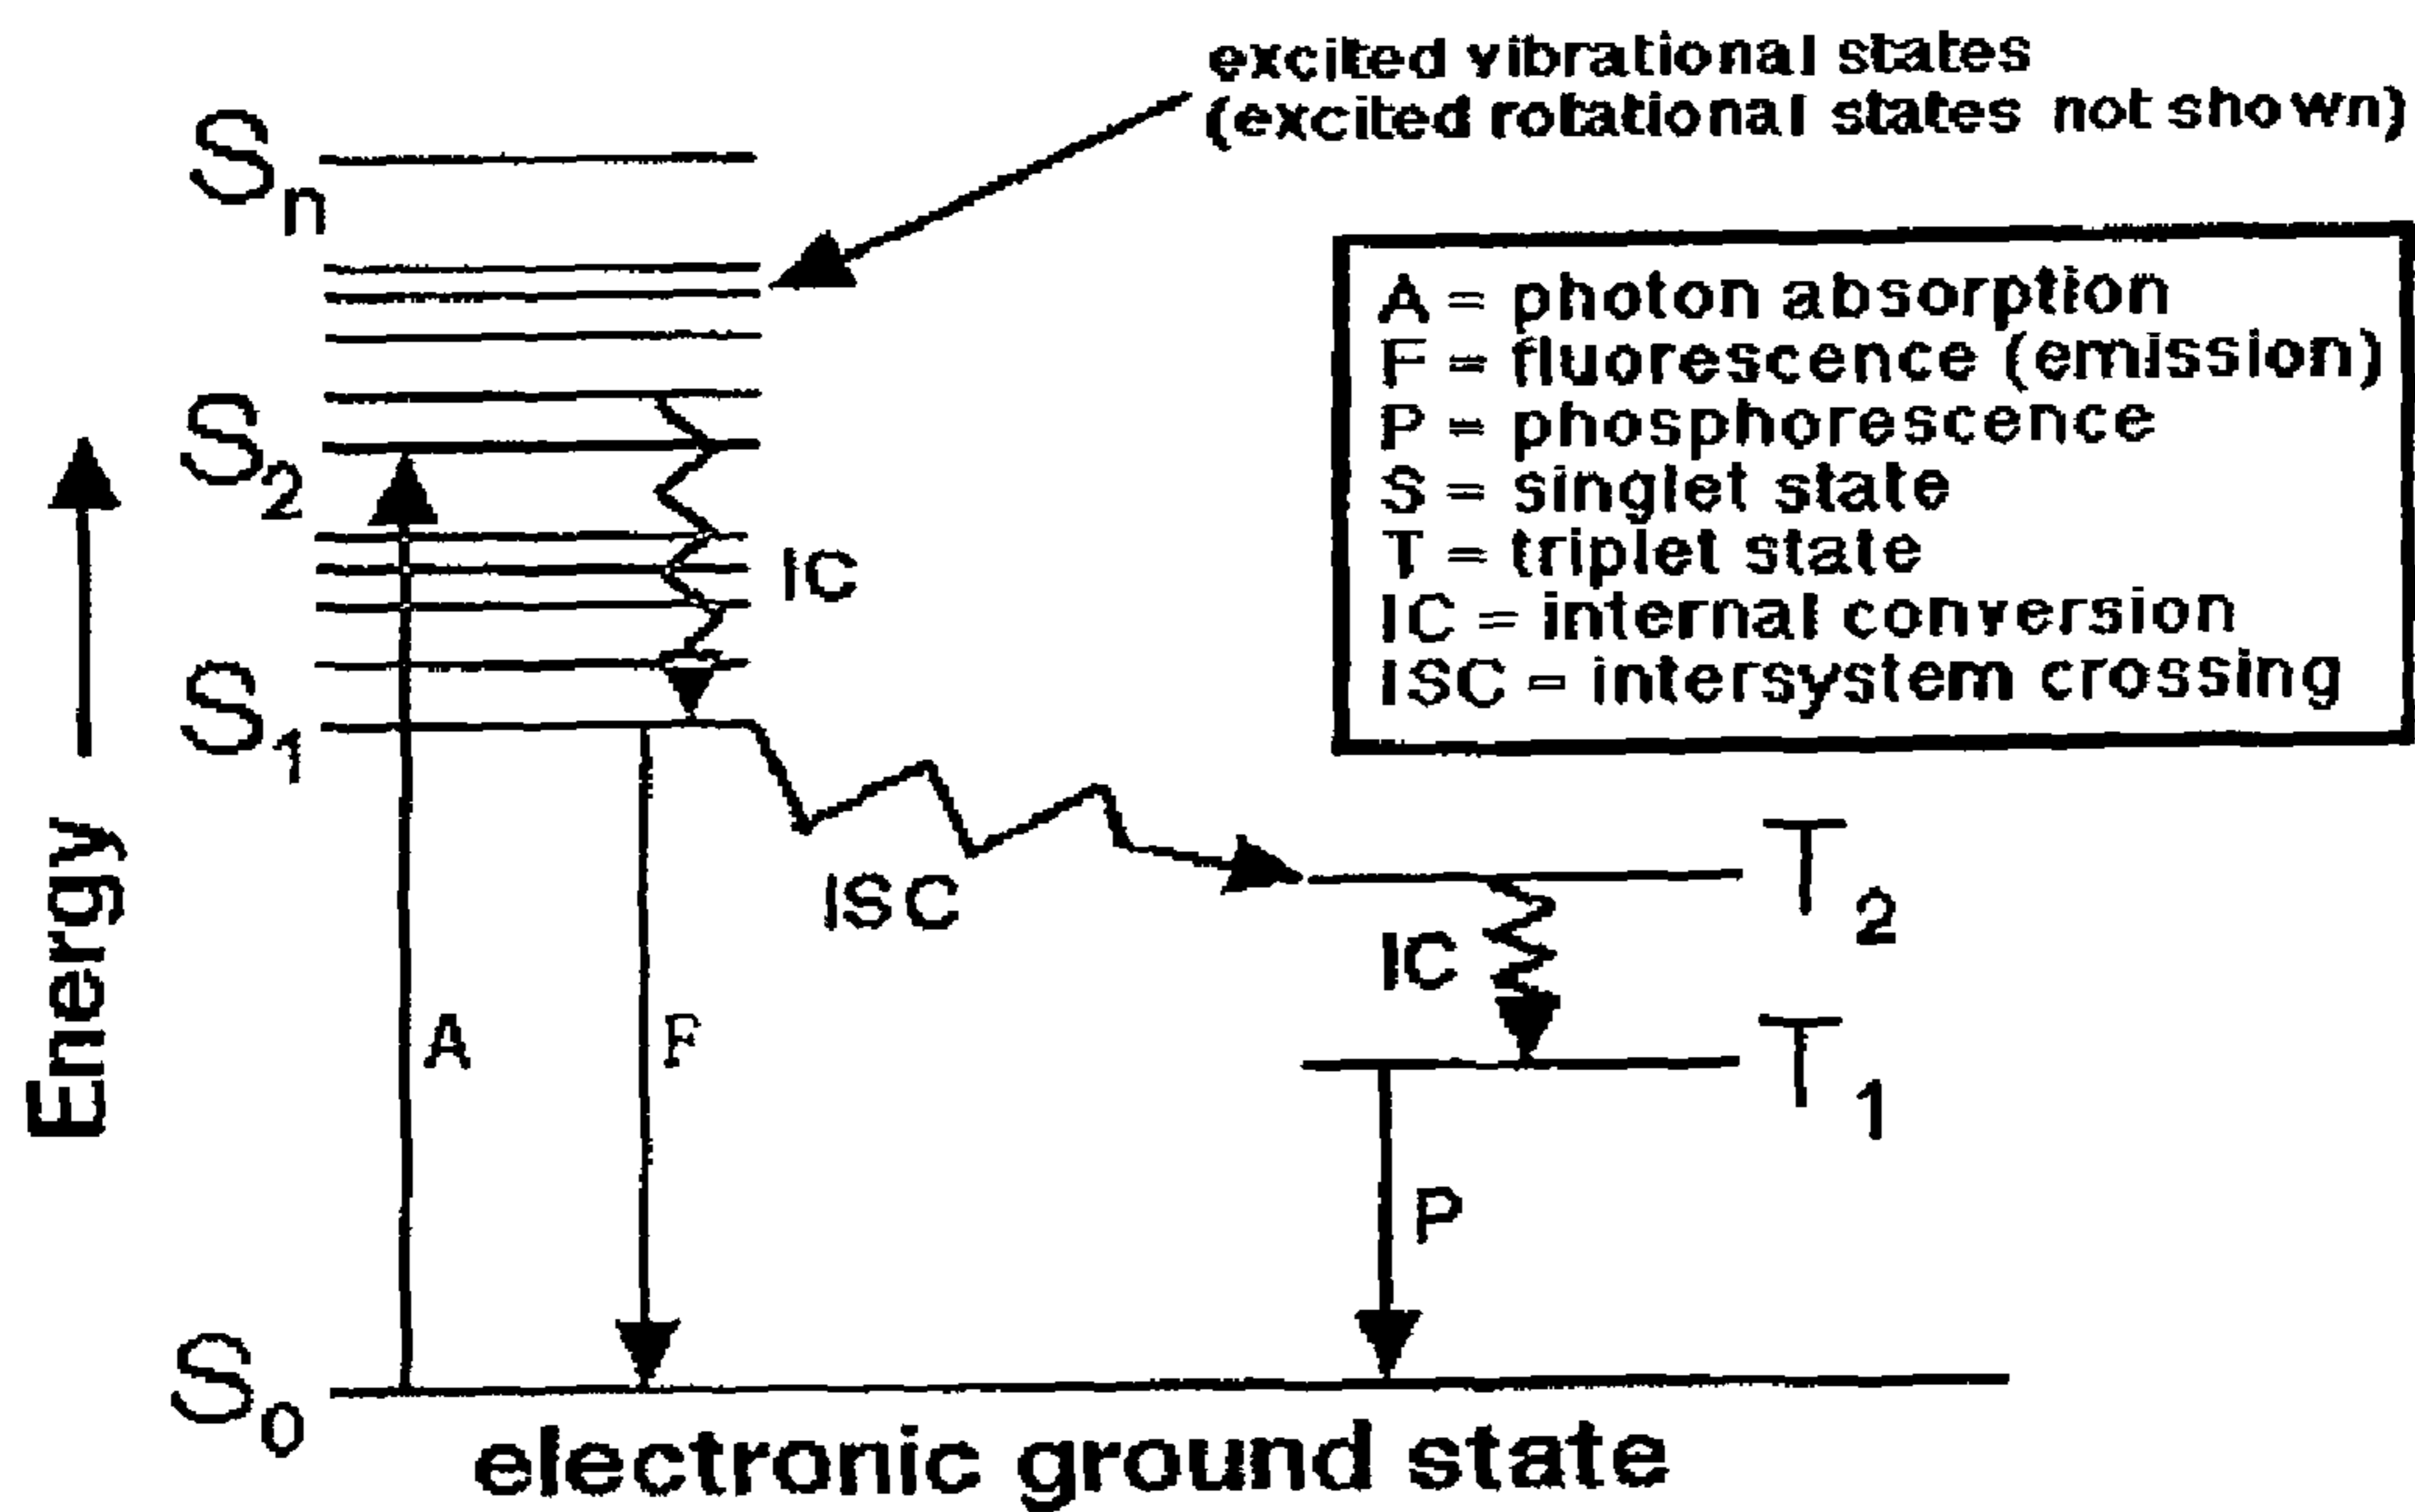 excited vibrational states
(excited rotational states not shown)
Sn
A = photon absorption
F = fluorescence (emission)
P = phosphorescence
S = singlet state
T = triplet state
IC = internal conversion
ISC = intersystem crossing
S2
IC
S1
Energy
ISC
T2
IC
T1
A
F
P
S0
electronic ground state